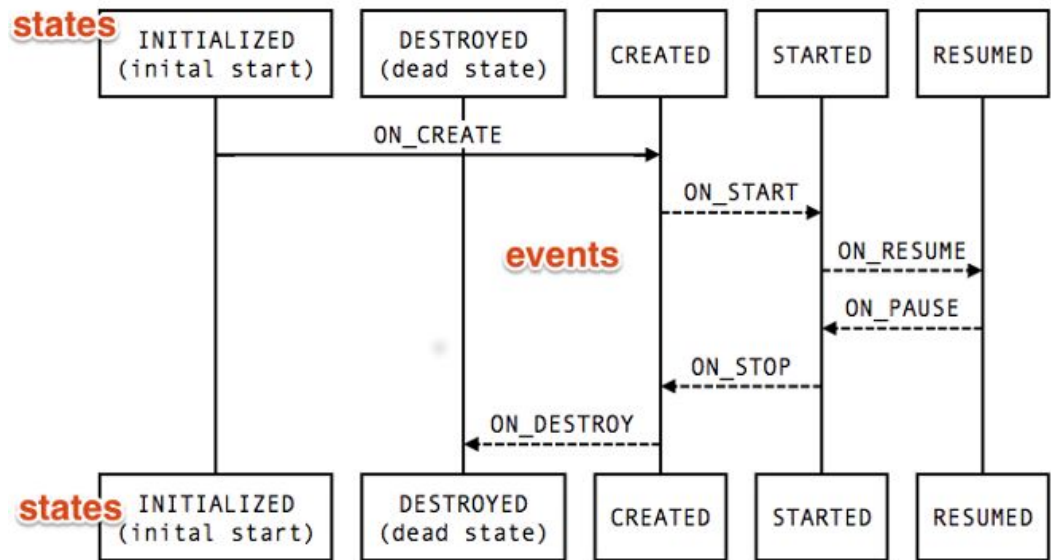 states
INITIALIZED
(inital start)
DESTROYED
(dead state)
CREATED
STARTED
RESUMED
ON_CREATE
ON_START
events
ON_RESUME
ON_PAUSE
ON_STOP
ON_DESTROY
states
INITIALIZED
(inital start)
DESTROYED
(dead state)
CREATED
STARTED
RESUMED